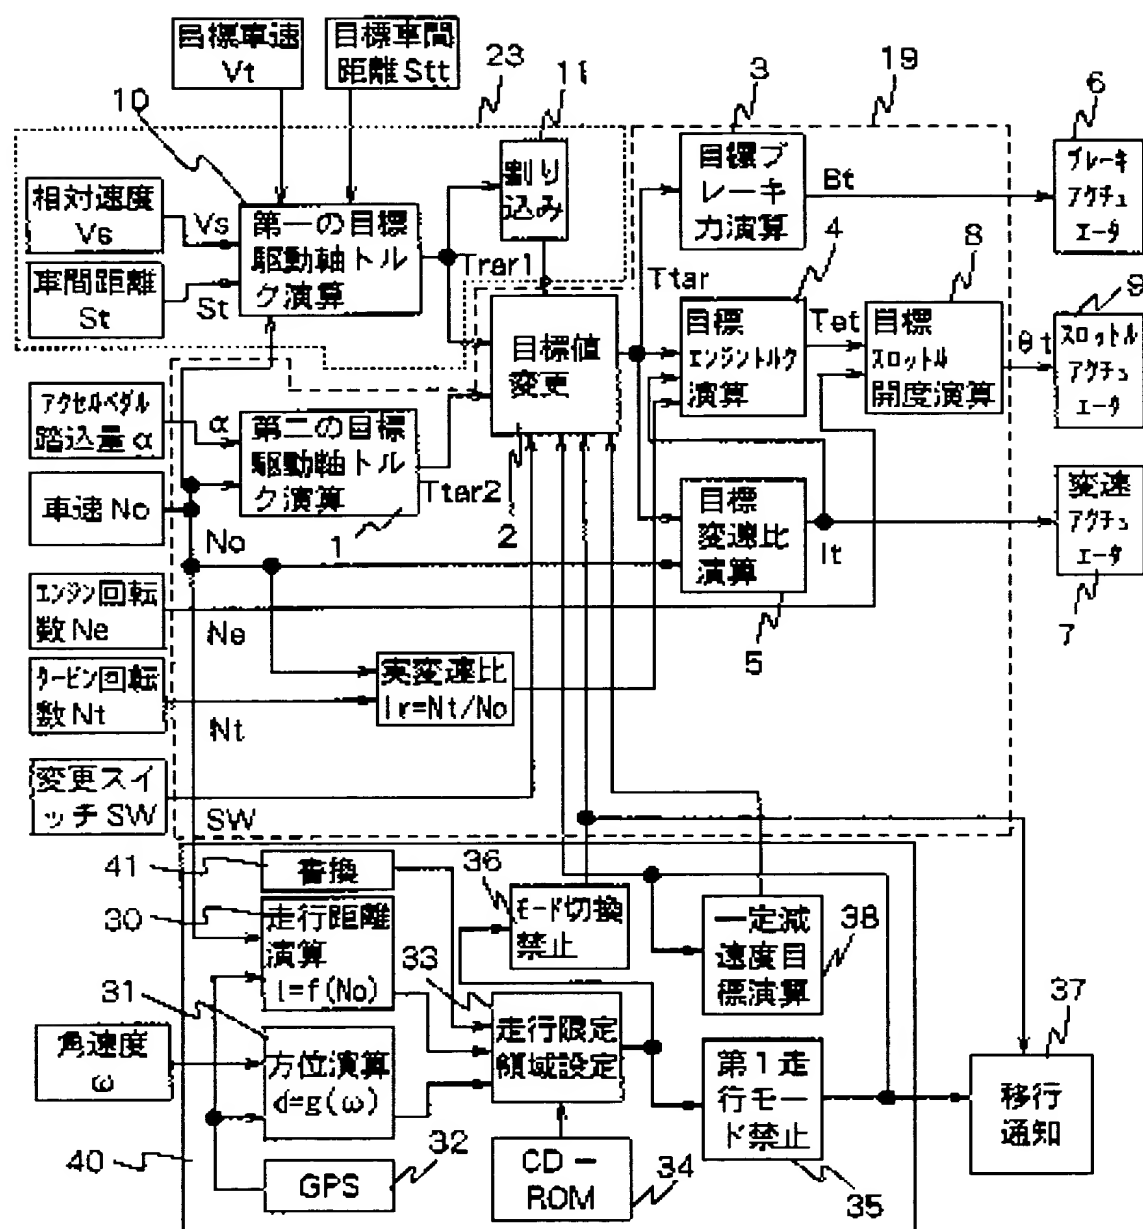 目標車速
Vt
目標車間
距離Stt
23
11
3
19
6
10
割り
込み
目標ブ
レーキ
力演算
Bt
ブレーキ
アクチュ
エータ
相対速度
Vs
Vs
第一の目標
駆動軸トル
ク演算
Trar1
車間距離
St
St
4
8
9
Ttar
目標値
変更
目標
エンジントルク
演算
Tet
目標
スロットル
開度演算
θt
スロットル
アクチュ
エータ
アクセルペダル
踏込量α
α
第二の目標
駆動軸トル
ク演算
Ttar2
車速No
No
1
2
目標
変速比
演算
It
変速
アクチュ
エータ
エンジン回転
数Ne
Ne
5
7
タービン回転
数Nt
Nt
実変速比
Ir=Nt/No
変更スイ
ッチSW
SW
41
書換
36
モード切換
禁止
一定減
速度目
標演算
38
30
走行距離
演算
l=f(No)
33
31
走行限定
領域設定
37
角速度
ω
方位演算
d=g(ω)
第1走
行モー
ド禁止
移行
通知
40
GPS
32
CD-
ROM
34
35